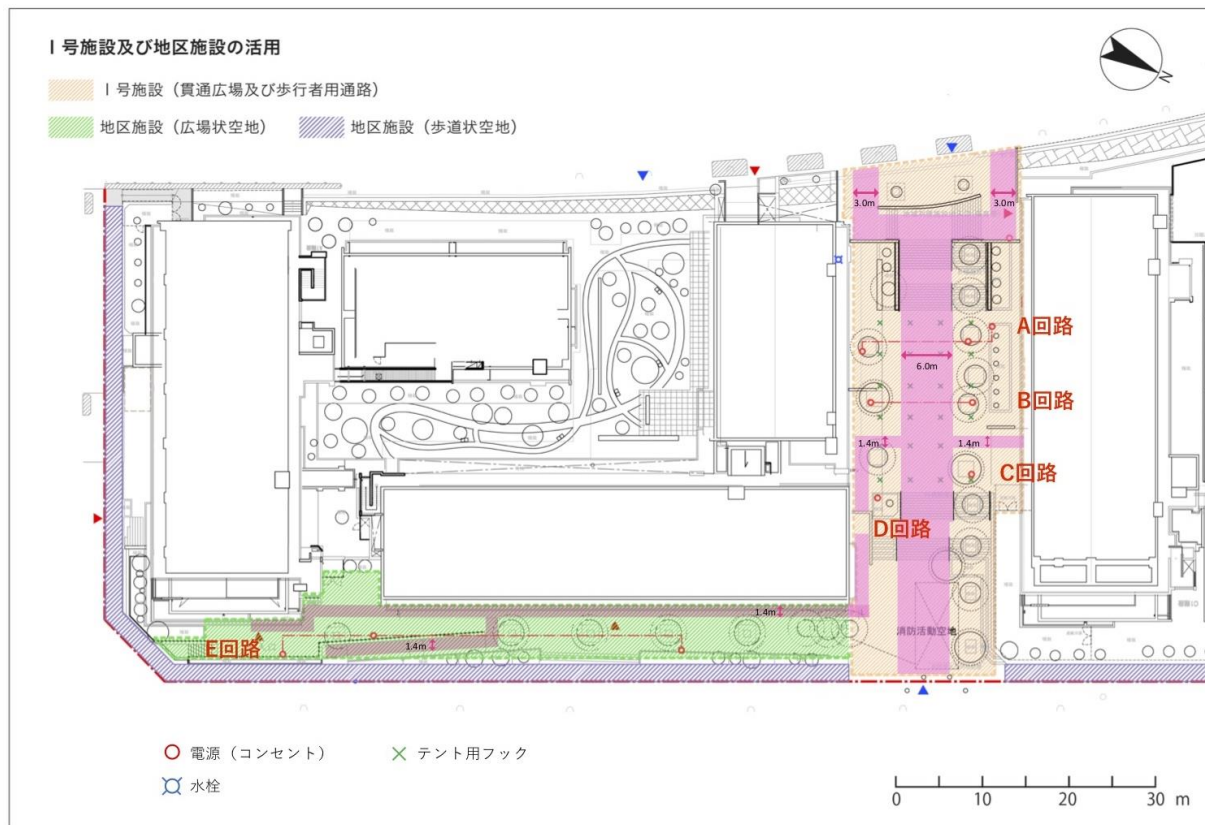 1号施設及び地区施設の活用
1号施設（貫通広場及び歩行者用通路）
地区施設（広場状空地）
地区施設（歩道状空地）
N
3.0m
3.0m
A回路
6.0m
B回路
1.4m
1.4m
C回路
D回路
1.4m
消防活動空地
E回路
1.4m
電源（コンセント）
テント用フック
水栓
0 10 20 30 m